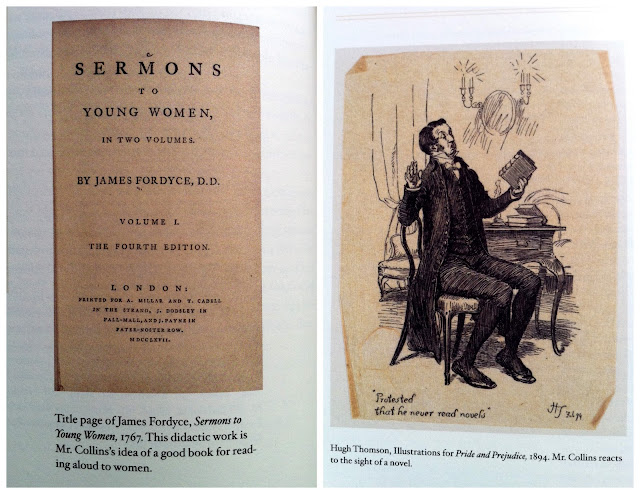 SERMONS
TO
YOUNG WOMEN,
IN TWO VOLUMES.
BY JAMES FORDYCE, D.D.
VOLUME I.
THE FOURTH EDITION.
LONDON:
PRINTED FOR A. MILLAR AND T. CADELL
IN THE STRAND, J. DODSLEY IN
PALL-MALL, AND J. PAYNE IN
PATER-NOSTER ROW.
MDCCLXVII.
Title page of James Fordyce, Sermons to
Young Women, 1767. This didactic work is
Mr. Collins's idea of a good book for read-
ing aloud to women.
"Protested
that he never read novels"
HT
Hugh Thomson, Illustrations for Pride and Prejudice, 1894. Mr. Collins reacts
to the sight of a novel.